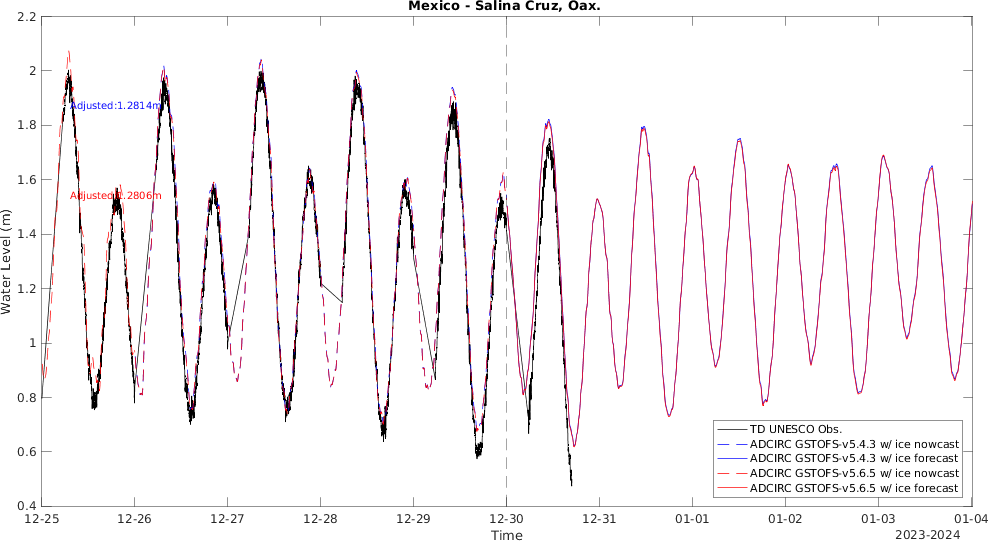 Mexico - Salina Cruz, Oax.
2.2
2
1.8
1.6
1.4
1.2
1
0.8
0.6
0.4
Water Level (m)
Adjusted:1.2814m
Adjusted:1.2806m
12-25
12-26
12-27
12-28
12-29
12-30
12-31
01-01
01-02
01-03
01-04
Time
2023-2024
TD UNESCO Obs.
ADCIRC GSTOFS-v5.4.3 w/ ice nowcast
ADCIRC GSTOFS-v5.4.3 w/ ice forecast
ADCIRC GSTOFS-v5.6.5 w/ ice nowcast
ADCIRC GSTOFS-v5.6.5 w/ ice forecast